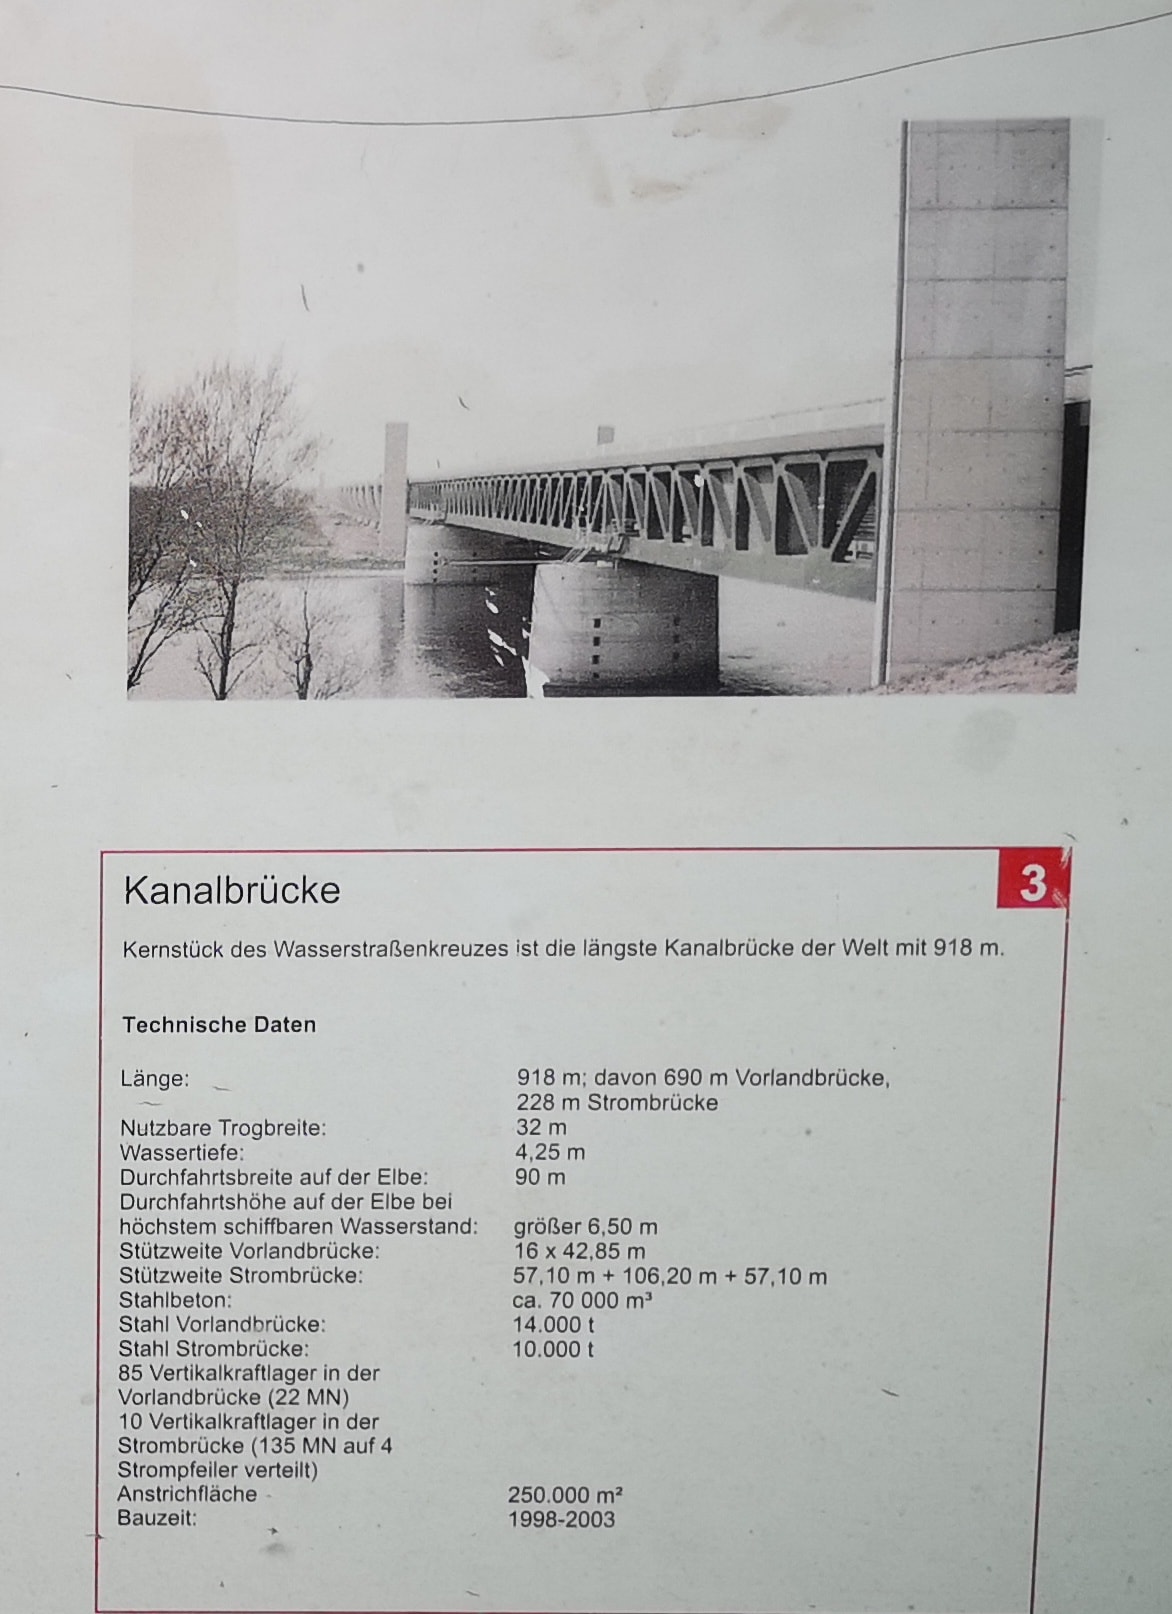 Kanalbrücke
3
Kernstück des Wasserstraßenkreuzes ist die längste Kanalbrücke der Welt mit 918 m.
Technische Daten
Länge: 918 m; davon 690 m Vorlandbrücke,
228 m Strombrücke
Nutzbare Trogbreite: 32 m
Wassertiefe: 4,25 m
Durchfahrtsbreite auf der Elbe: 90 m
Durchfahrtshöhe auf der Elbe bei
höchstem schiffbaren Wasserstand: größer 6,50 m
Stützweite Vorlandbrücke: 16 x 42,85 m
Stützweite Strombrücke: 57,10 m + 106,20 m + 57,10 m
Stahlbeton: ca. 70 000 m³
Stahl Vorlandbrücke: 14.000 t
Stahl Strombrücke: 10.000 t
85 Vertikalkraftlager in der
Vorlandbrücke (22 MN)
10 Vertikalkraftlager in der
Strombrücke (135 MN auf 4
Strompfeiler verteilt)
Anstrichfläche 250.000 m²
Bauzeit: 1998-2003